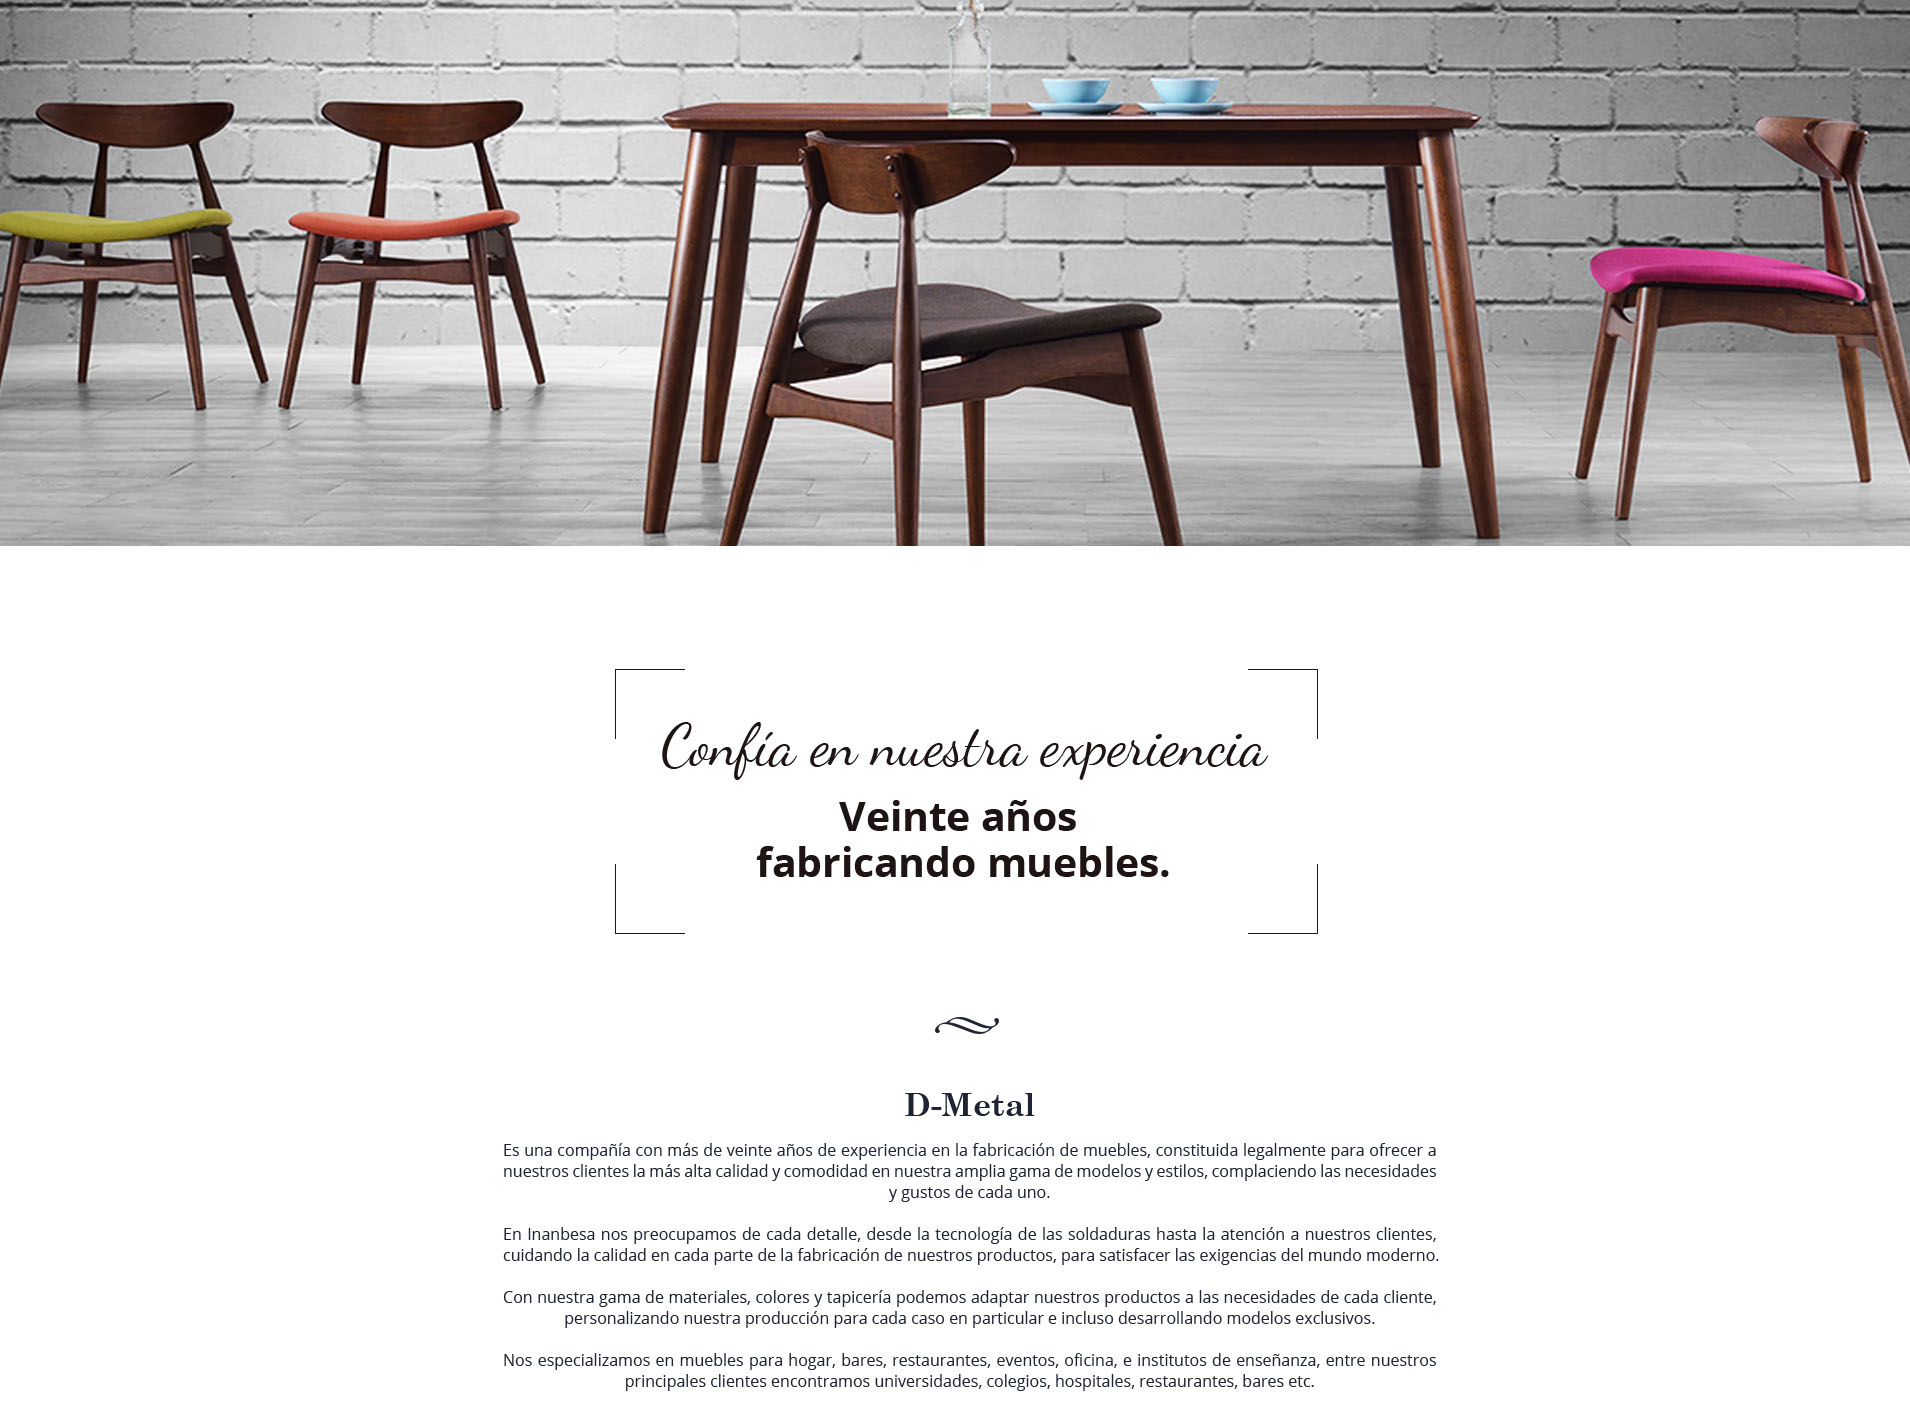 Confía en nuestra experiencia
Veinte años
fabricando muebles.
D-Metal
Es una compañía con más de veinte años de experiencia en la fabricación de muebles, constituida legalmente para ofrecer a
nuestros clientes la más alta calidad y comodidad en nuestra amplia gama de modelos y estilos, complaciendo las necesidades
y gustos de cada uno.
En Inanbesa nos preocupamos de cada detalle, desde la tecnología de las soldaduras hasta la atención a nuestros clientes,
cuidando la calidad en cada parte de la fabricación de nuestros productos, para satisfacer las exigencias del mundo moderno.
Con nuestra gama de materiales, colores y tapicería podemos adaptar nuestros productos a las necesidades de cada cliente,
personalizando nuestra producción para cada caso en particular e incluso desarrollando modelos exclusivos.
Nos especializamos en muebles para hogar, bares, restaurantes, eventos, oficina, e institutos de enseñanza, entre nuestros
principales clientes encontramos universidades, colegios, hospitales, restaurantes, bares etc.